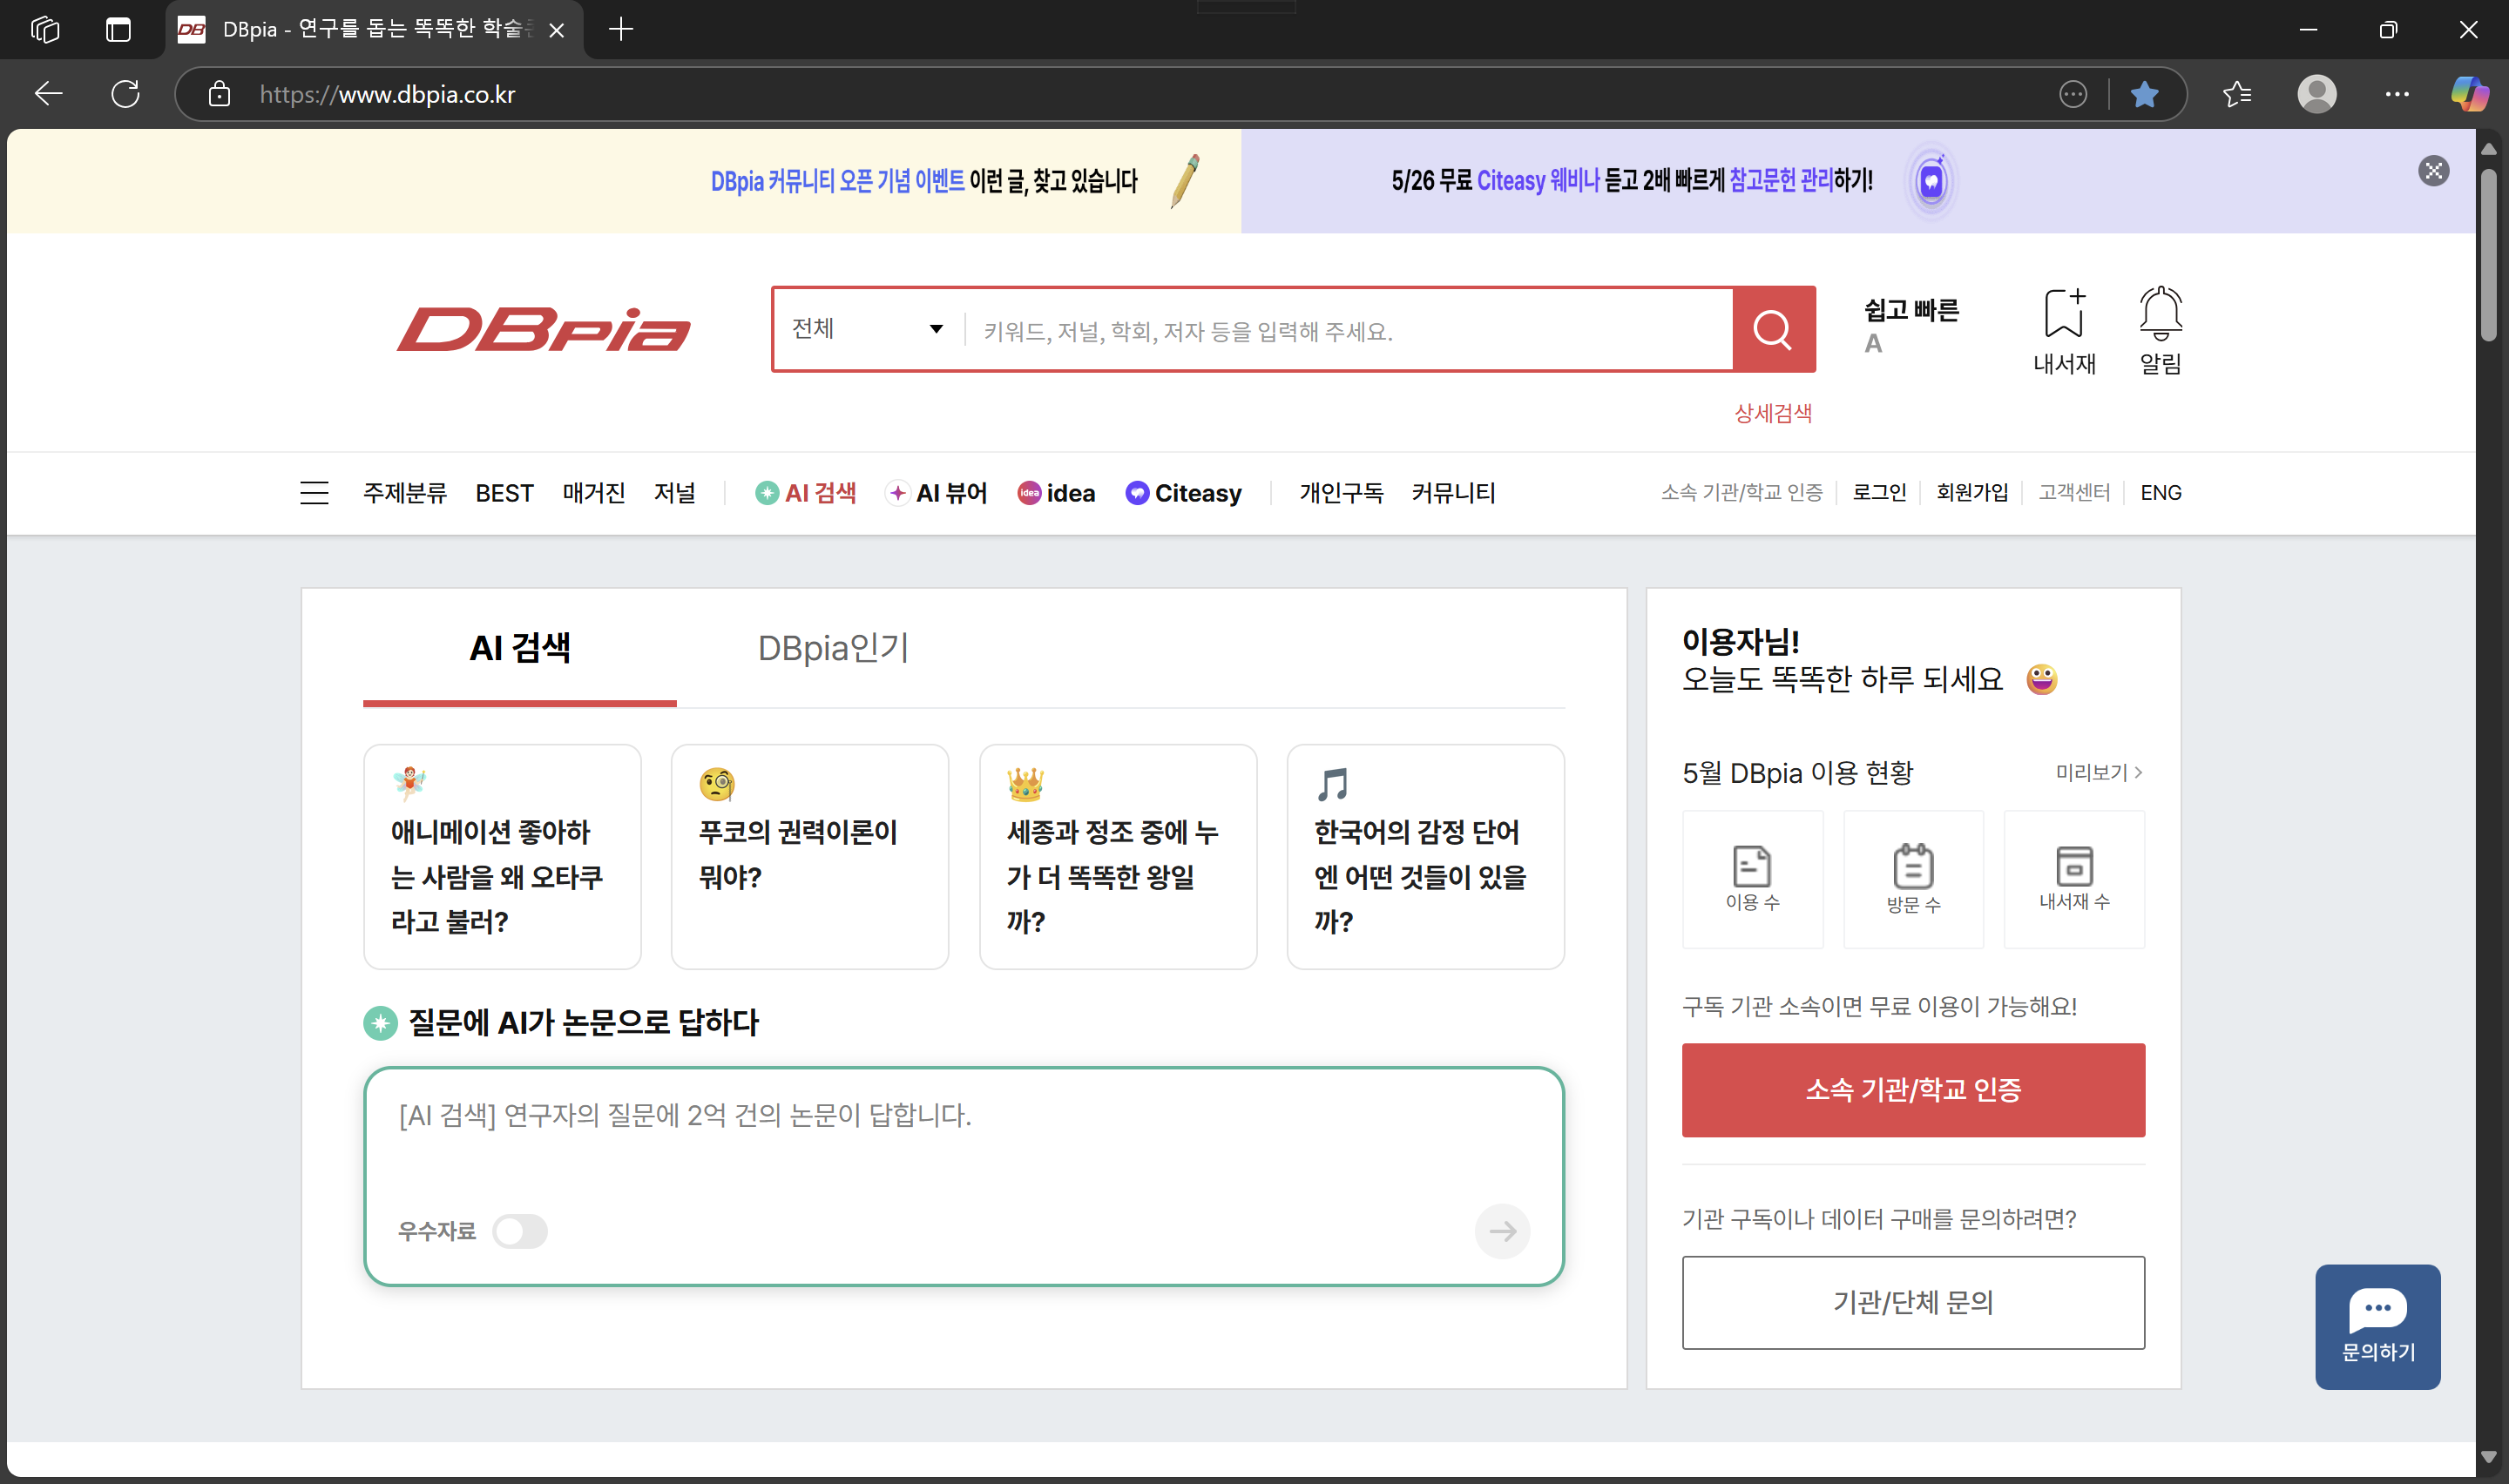 DBpia - 연구를 돕는 똑똑한 학술
https://www.dbpia.co.kr
DBpia 커뮤니티 오픈 기념 이벤트 이런 글, 찾고 있습니다
5/26 무료 Citeasy 웨비나 듣고 2배 빠르게 참고문헌 관리하기!
DBpia
전체
키워드, 저널, 학회, 저자 등을 입력해 주세요.
쉽고 빠른
A
내서재
알림
상세검색
주제분류 BEST 매거진 저널 AI 검색 AI 뷰어 idea idea Citeasy 개인구독 커뮤니티 소속 기관/학교 인증 로그인 회원가입 고객센터 ENG
AI 검색
DBpia인기
애니메이션 좋아하
는 사람을 왜 오타쿠
라고 불러?
푸코의 권력이론이
뭐야?
세종과 정조 중에 누
가 더 똑똑한 왕일
까?
한국어의 감정 단어
엔 어떤 것들이 있을
까?
질문에 AI가 논문으로 답하다
[AI 검색] 연구자의 질문에 2억 건의 논문이 답합니다.
우수자료
이용자님!
오늘도 똑똑한 하루 되세요
5월 DBpia 이용 현황
미리보기
이용 수
방문 수
내서재 수
구독 기관 소속이면 무료 이용이 가능해요!
소속 기관/학교 인증
기관 구독이나 데이터 구매를 문의하려면?
기관/단체 문의
문의하기